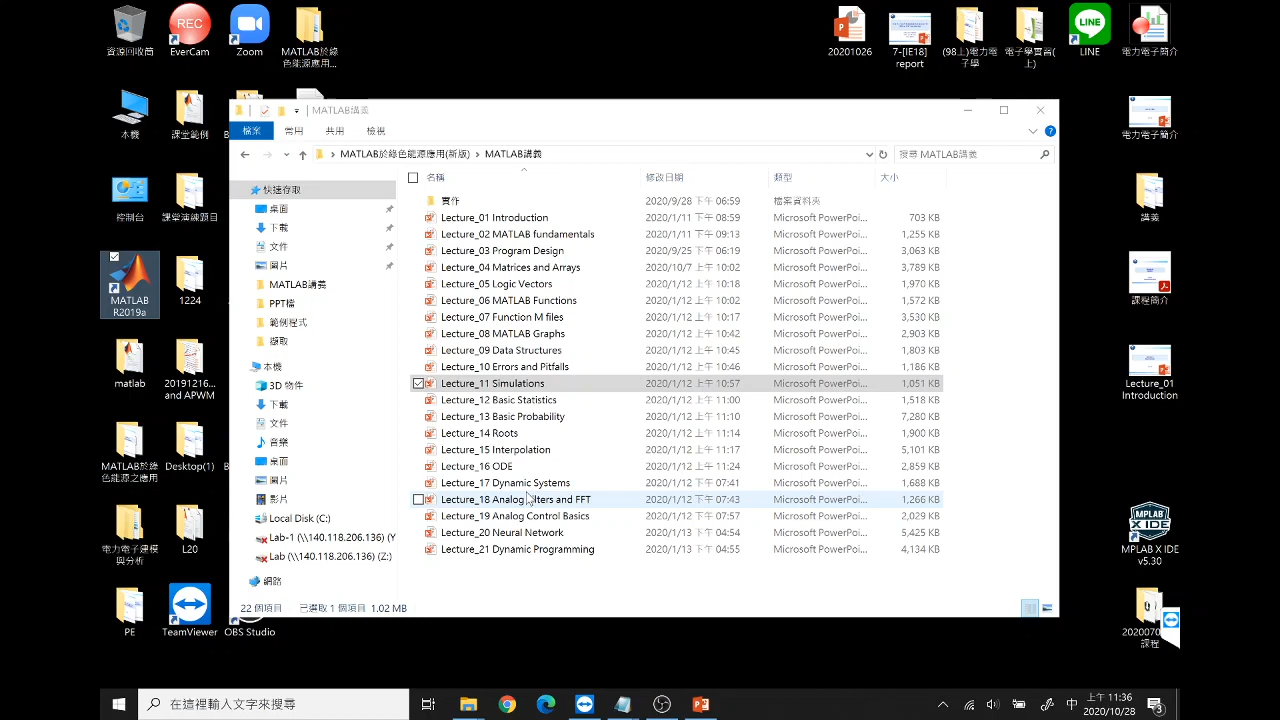 資源回收筒
EverCam
Zoom
MATLAB於綠
色能源應用...
20201026
7-[IE18]
report
(98上)電力電
子學
電子學實習(
上)
LINE
電力電子簡介
本機
課堂範例
控制台
課堂演練題目
MATLAB
R2019a
1224
matlab
20191216...
and APWM
MATLAB於綠
色能源之應用
Desktop(1)
電力電子建模
與分析
L20
PE
TeamViewer
OBS Studio
電力電子簡介
講義
課程簡介
Lecture_01
Introduction
MPLAB X IDE
v5.30
2020070
課程
MATLAB講義
檔案
常用
共用
檢視
MATLAB於綠色能源應用(新版) > MATLAB講義
搜尋 MATLAB講義
名稱 修改日期 類型 大小
實作 2020/9/28 下午 06:59 檔案資料夾
Lecture_01 Introduction 2020/1/11 上午 08:59 Microsoft PowerPoi... 703 KB
Lecture_02 MATLAB fundamentals 2020/1/11 下午 09:13 Microsoft PowerPoi... 1,255 KB
Lecture_03 Program Design 2020/9/25 下午 06:19 Microsoft PowerPoi... 3,063 KB
Lecture_04 Matrices and Arrays 2020/10/7 上午 10:02 Microsoft PowerPoi... 3,789 KB
Lecture_05 Logic Vectors 2020/1/12 上午 10:18 Microsoft PowerPoi... 1,970 KB
Lecture_06 MATLAB Functions 2020/1/12 上午 10:02 Microsoft PowerPoi... 1,572 KB
Lecture_07 Function M files 2020/1/12 上午 10:17 Microsoft PowerPoi... 3,530 KB
Lecture_08 MATLAB Graphs 2020/1/12 上午 10:42 Microsoft PowerPoi... 2,903 KB
Lecture_09 Data Structures 2020/1/12 上午 10:45 Microsoft PowerPoi... 1,803 KB
Lecture_10 Errors and Pitfalls 2020/1/12 上午 10:46 Microsoft PowerPoi... 1,186 KB
Lecture_11 Simulations 2020/1/12 上午 10:57 Microsoft PowerPoi... 1,051 KB
Lecture_12 Basic Statistics 2020/1/12 上午 11:00 Microsoft PowerPoi... 1,518 KB
Lecture_13 Basic Probability 2020/1/12 上午 11:10 Microsoft PowerPoi... 7,280 KB
Lecture_14 Roots 2020/1/12 上午 11:14 Microsoft PowerPoi... 1,900 KB
Lecture_15 Interpolation 2020/1/12 上午 11:17 Microsoft PowerPoi... 5,101 KB
Lecture_16 ODE 2020/1/12 上午 11:24 Microsoft PowerPoi... 2,859 KB
Lecture_17 Dynamic Systems 2020/1/12 下午 07:41 Microsoft PowerPoi... 1,688 KB
Lecture_18 Analog Filters and FFT 2020/1/12 下午 07:43 Microsoft PowerPoi... 1,266 KB
Lecture_19 Analog Control Basics 2020/1/12 下午 07:57 Microsoft PowerPoi... 2,029 KB
Lecture_20 Neural Network 2020/1/13 下午 04:54 Microsoft PowerPoi... 5,425 KB
Lecture_21 Dynamic Programming 2020/1/13 下午 04:55 Microsoft PowerPoi... 4,134 KB
快速存取
桌面
下載
文件
圖片
MATLAB講義
PPT檔
範例程式
擷取
本機
3D 物件
下載
文件
音樂
桌面
圖片
影片
Local Disk (C:)
Lab-1 (\\140.118.206.136) (Y
Lab (\\140.118.206.136) (Z:)
網路
22 個項目 已選取 1 個項目 1.02 MB
在這裡輸入文字來搜尋
中
上午 11:36
2020/10/28
3